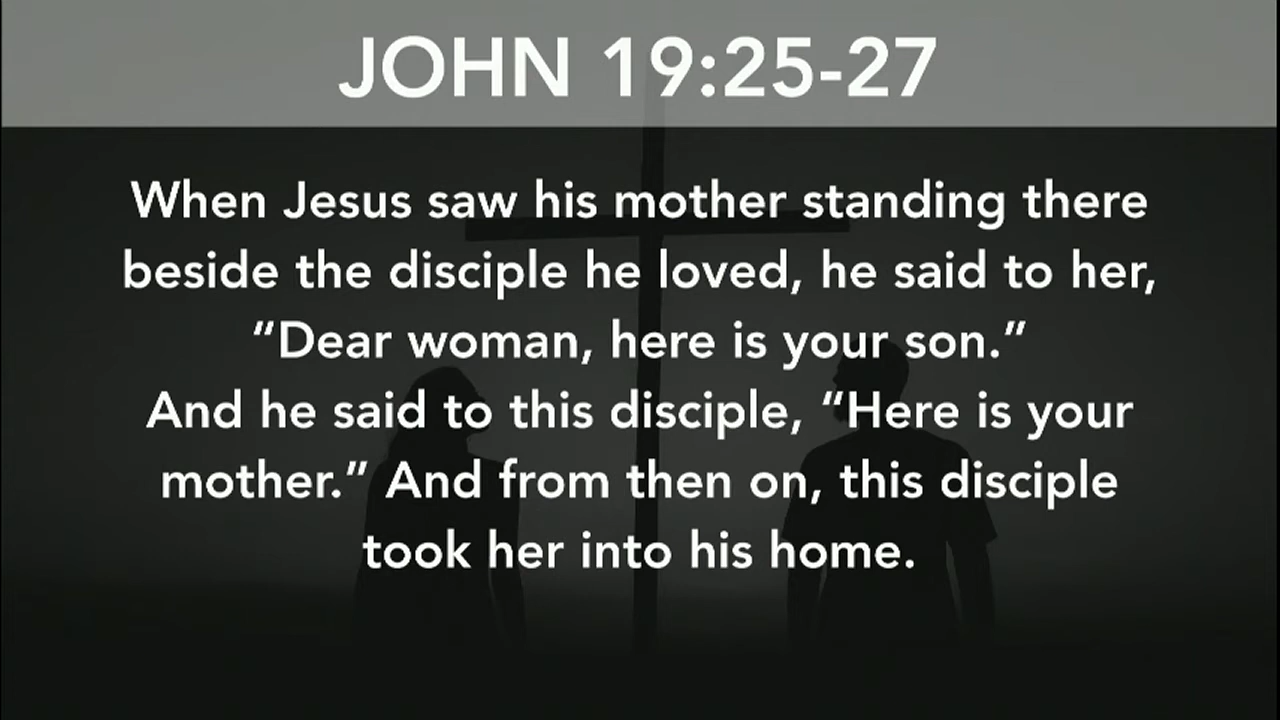 JOHN 19:25-27
When Jesus saw his mother standing there
beside the disciple he loved, he said to her,
“Dear woman, here is your son.”
And he said to this disciple, “Here is your
mother.” And from then on, this disciple
took her into his home.